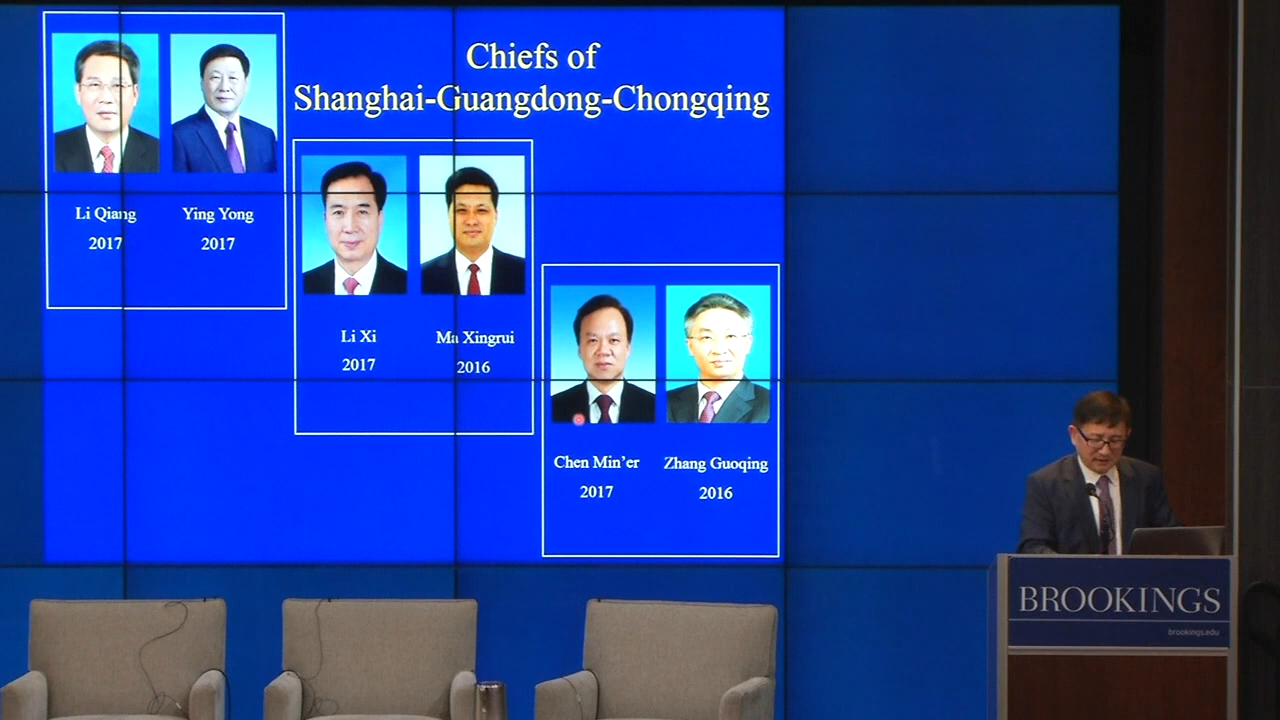 Chiefs of
Shanghai-Guangdong-Chongqing
Li Qiang
2017
Ying Yong
2017
Li Xi
2017
Ma Xingrui
2016
Chen Min'er
2017
Zhang Guoqing
2016
BROOKINGS
brookings.edu